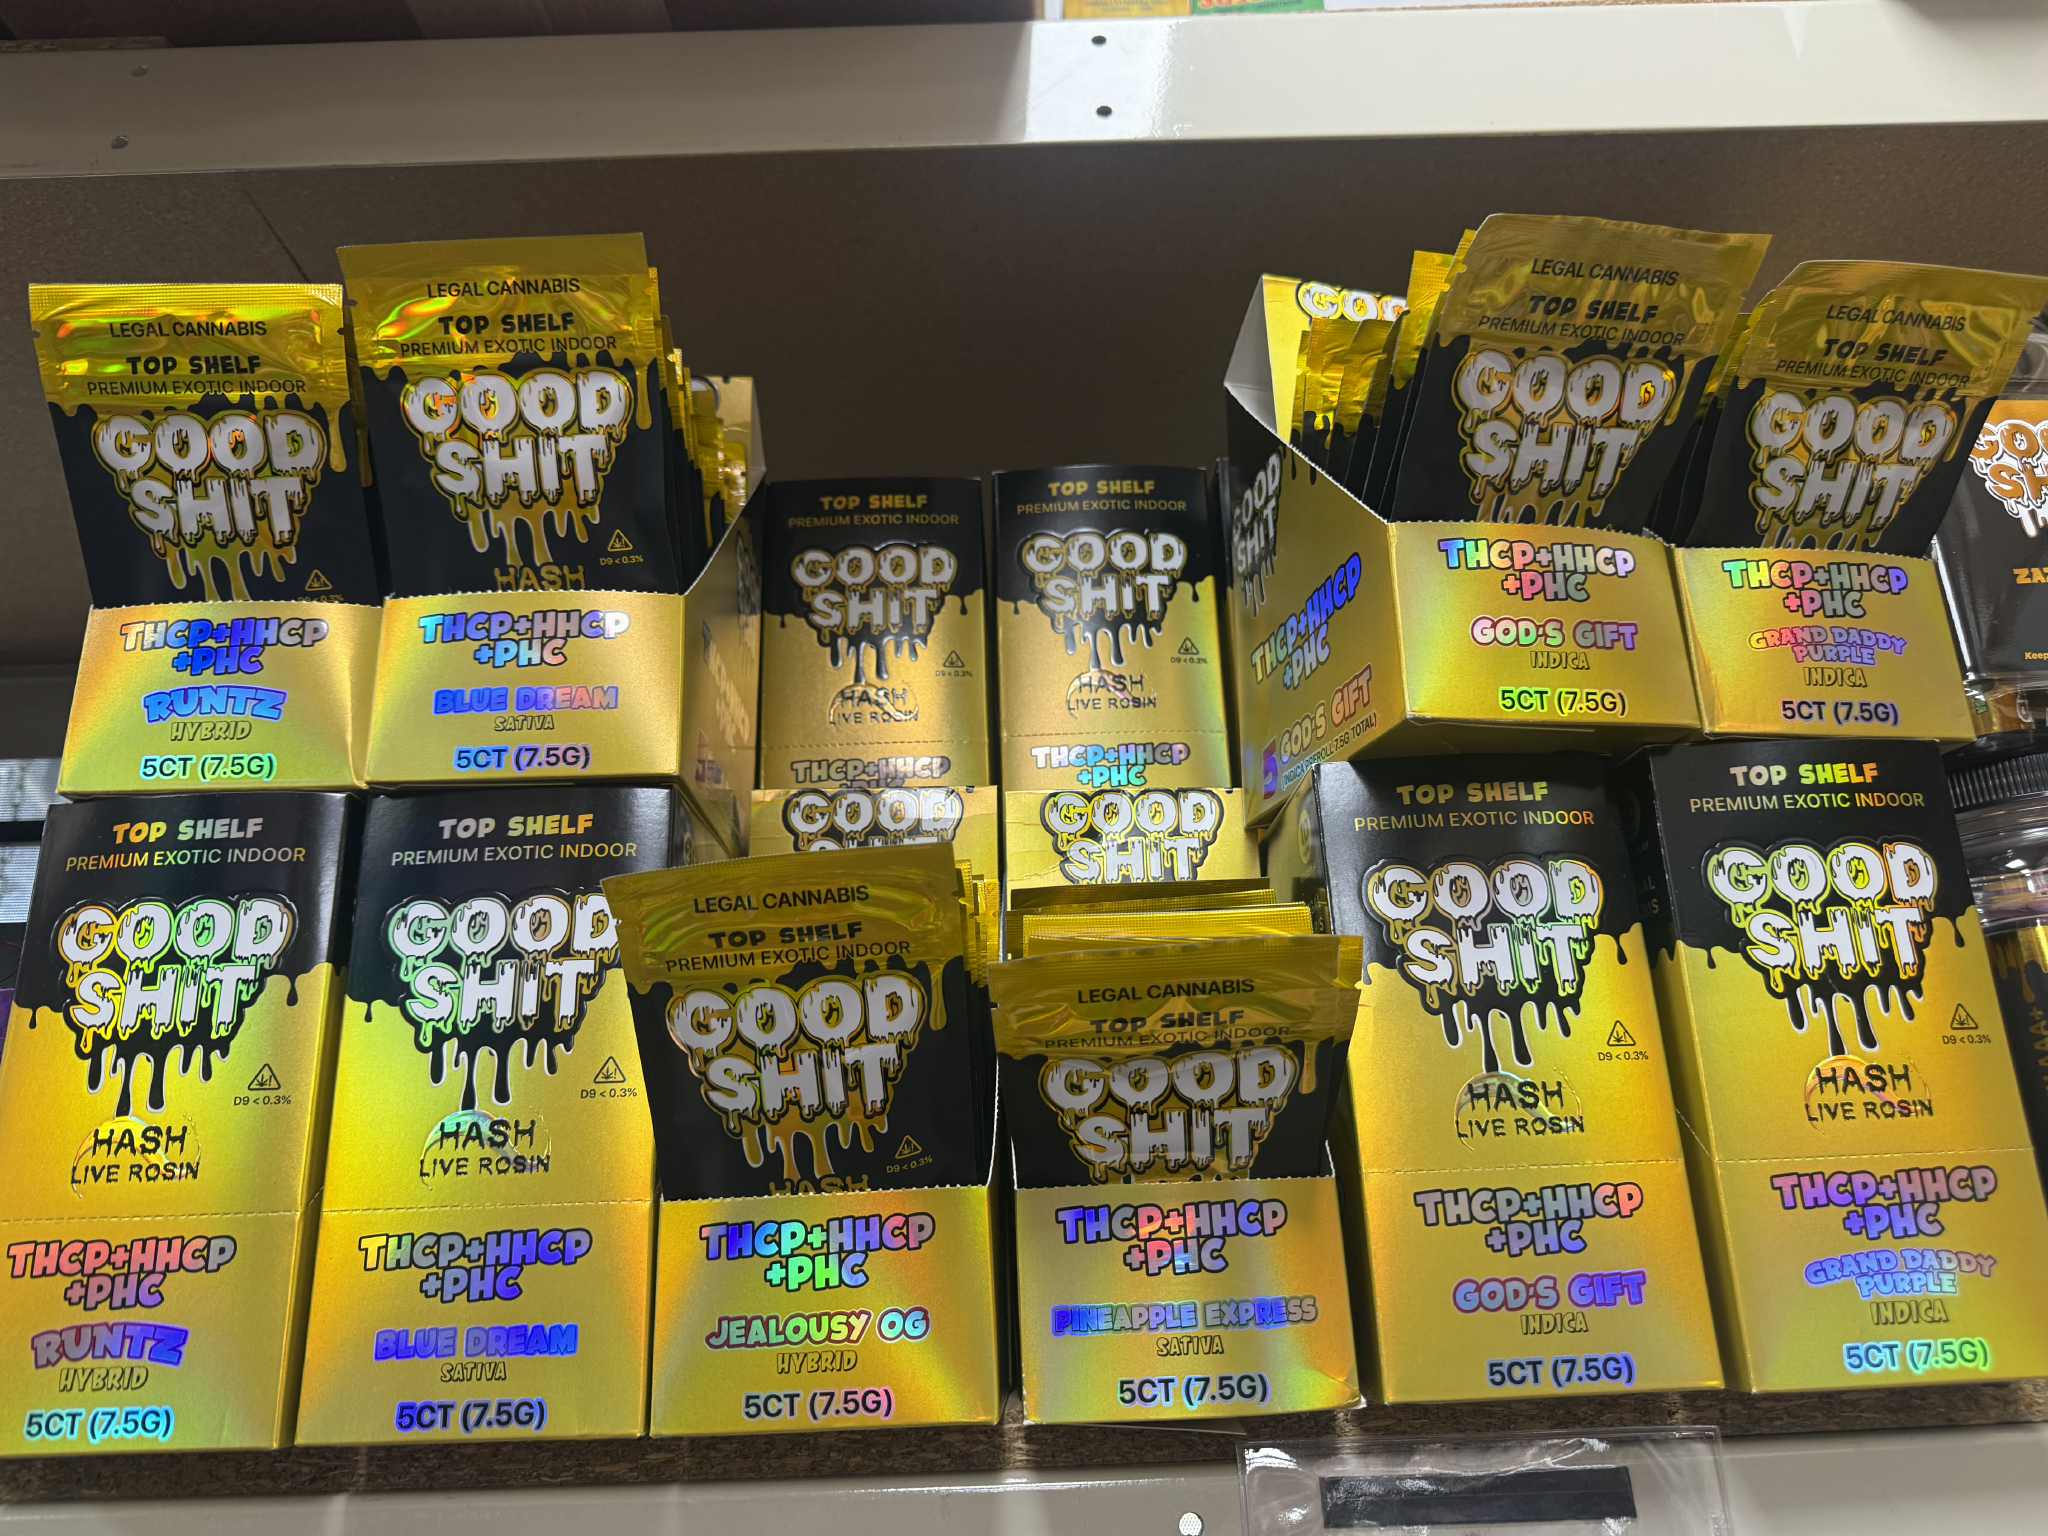 LEGAL CANNABIS
TOP SHELF
PREMIUM EXOTIC INDOOR
GOOD
SHIT
THCP+HHCP
+PHC
RUNTZ
HYBRID
5CT (7.5G)
LEGAL CANNABIS
TOP SHELF
PREMIUM EXOTIC INDOOR
GOOD
SHIT
D9 < 0.3%
HASH
THCP+HHCP
+PHC
BLUE DREAM
SATIVA
5CT (7.5G)
TOP SHELF
PREMIUM EXOTIC INDOOR
GOOD
SHIT
D9 < 0.3%
HASH
LIVE ROSIN
THCP+HHCP
GOOD
TOP SHELF
PREMIUM EXOTIC INDOOR
GOOD
SHIT
D9 < 0.3%
HASH
LIVE ROSIN
THCP+HHCP
+PHC
GOOD
SHIT
GOOD
SHIT
THCP+HHCP
+PHC
5 GOD'S GIFT
(INDICA PREROLL 7.5G TOTAL)
LEGAL CANNABIS
TOP SHELF
PREMIUM EXOTIC INDOOR
GOOD
SHIT
THCP+HHCP
+PHC
GOD'S GIFT
INDICA
5CT (7.5G)
LEGAL CANNABIS
TOP SHELF
PREMIUM EXOTIC INDOOR
GOOD
SHIT
THCP+HHCP
+PHC
GRAND DADDY
PURPLE
INDICA
5CT (7.5G)
Keep
TOP SHELF
PREMIUM EXOTIC INDOOR
GOOD
SHIT
D9 < 0.3%
HASH
LIVE ROSIN
THCP+HHCP
+PHC
RUNTZ
HYBRID
5CT (7.5G)
TOP SHELF
PREMIUM EXOTIC INDOOR
GOOD
SHIT
D9 < 0.3%
HASH
LIVE ROSIN
THCP+HHCP
+PHC
BLUE DREAM
SATIVA
5CT (7.5G)
LEGAL CANNABIS
TOP SHELF
PREMIUM EXOTIC INDOOR
GOOD
SHIT
D9 < 0.3%
HASH
THCP+HHCP
+PHC
JEALOUSY OG
HYBRID
5CT (7.5G)
LEGAL CANNABIS
TOP SHELF
PREMIUM EXOTIC INDOOR
GOOD
SHIT
THCP+HHCP
+PHC
PINEAPPLE EXPRESS
SATIVA
5CT (7.5G)
TOP SHELF
PREMIUM EXOTIC INDOOR
GOOD
SHIT
D9 < 0.3%
HASH
LIVE ROSIN
THCP+HHCP
+PHC
GOD'S GIFT
INDICA
5CT (7.5G)
TOP SHELF
PREMIUM EXOTIC INDOOR
GOOD
SHIT
D9 < 0.3%
HASH
LIVE ROSIN
THCP+HHCP
+PHC
GRAND DADDY
PURPLE
INDICA
5CT (7.5G)